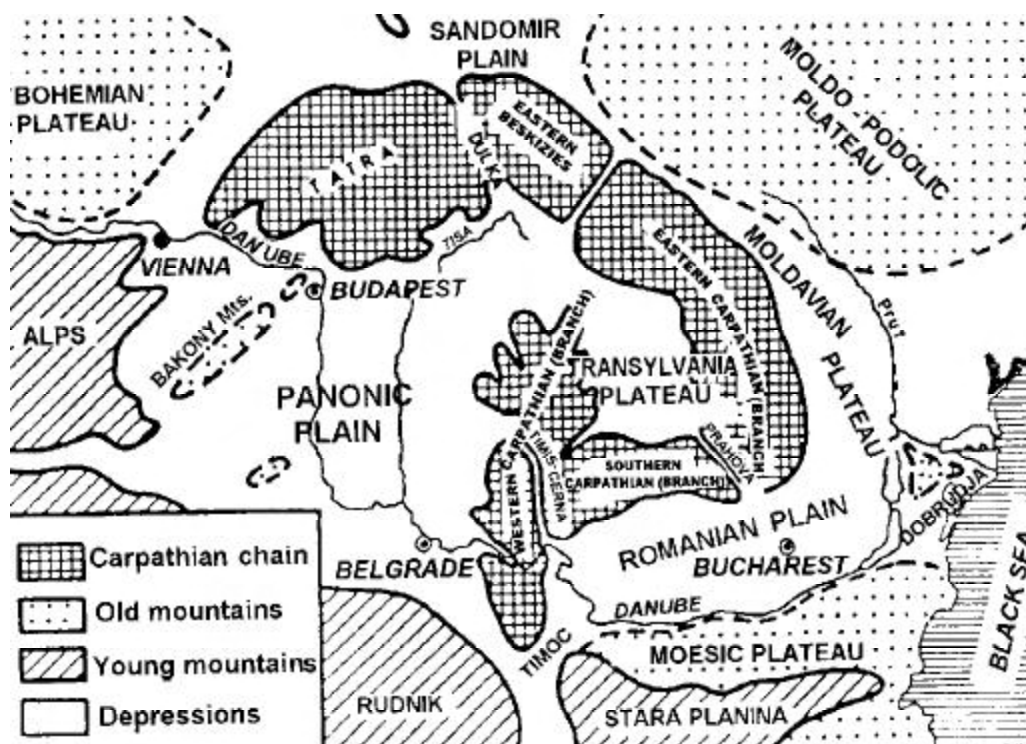 SANDOMIR
PLAIN
BOHEMIAN
PLATEAU
MOLDO-PODOLIC
PLATEAU
EASTERN
BESKIZIES
TATRA
DULKA
DANUBE
TISA
VIENNA
BUDAPEST
EASTERN CARPATHIAN (BRANCH)
MOLDAVIAN PLATEAU
Prut
ALPS
BAKONY Mts.
PANONIC
PLAIN
WESTERN CARPATHIAN (BRANCH)
TRANSYLVANIA
PLATEAU
TIMIS-CERNA
SOUTHERN
CARPATHIAN (BRANCH)
PRAHOVA
ROMANIAN PLAIN
DOBRUDJA
BELGRADE
BUCHAREST
DANUBE
BLACK SEA
TIMOC
MOESIC PLATEAU
RUDNIK
STARA PLANINA
Carpathian chain
Old mountains
Young mountains
Depressions